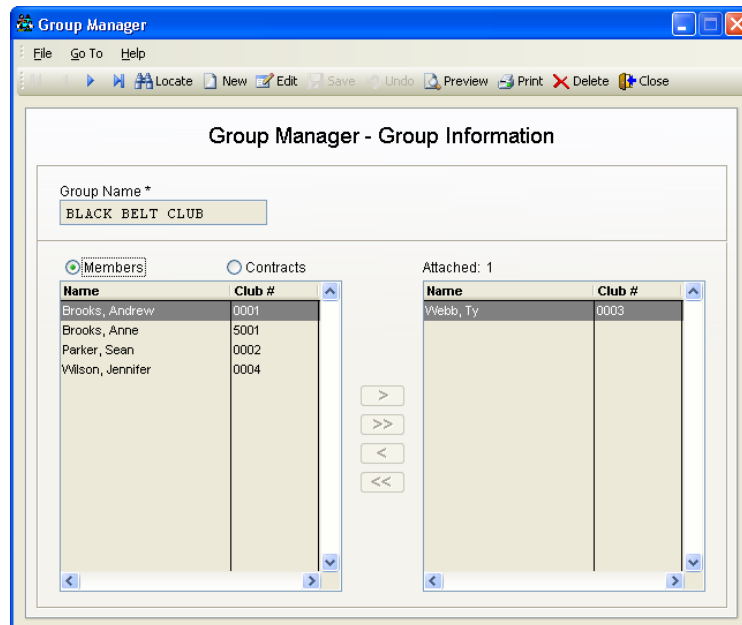 Group Manager
File Go To Help
Locate New Edit Save Undo Preview Print Delete Close
Group Manager - Group Information
Group Name *
BLACK BELT CLUB
Members Contracts Attached: 1
Name Club # Name Club #
Brooks, Andrew 0001 Webb, Ty 0003
Brooks, Anne 5001
Parker, Sean 0002
Wilson, Jennifer 0004
>
>>
<
<<